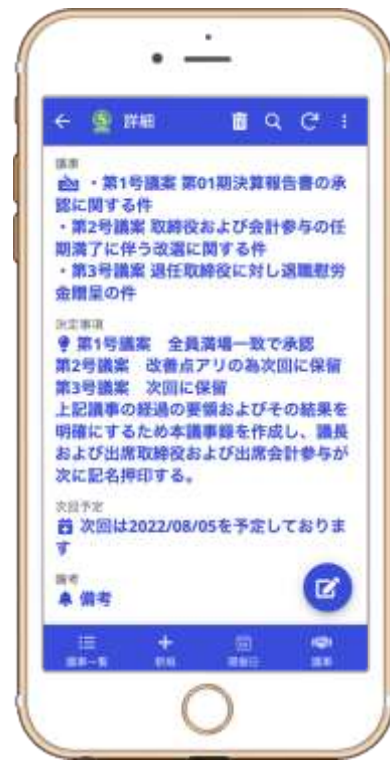 詳細
議案
・第1号議案 第01期決算報告書の承
認に関する件
・第2号議案 取締役および会計参与の任
期満了に伴う改選に関する件
・第3号議案 退任取締役に対し退職慰労
金贈呈の件
決定事項
第1号議案 全員満場一致で承認
第2号議案 改善点アリの為次回に保留
第3号議案 次回に保留
上記議事の経過の要領およびその結果を
明確にするため本議事録を作成し、議長
および出席取締役および出席会計参与が
次に記名押印する。
次回予定
次回は2022/08/05を予定しておりま
す
備考
備考
議事一覧
新規
開催日
議案